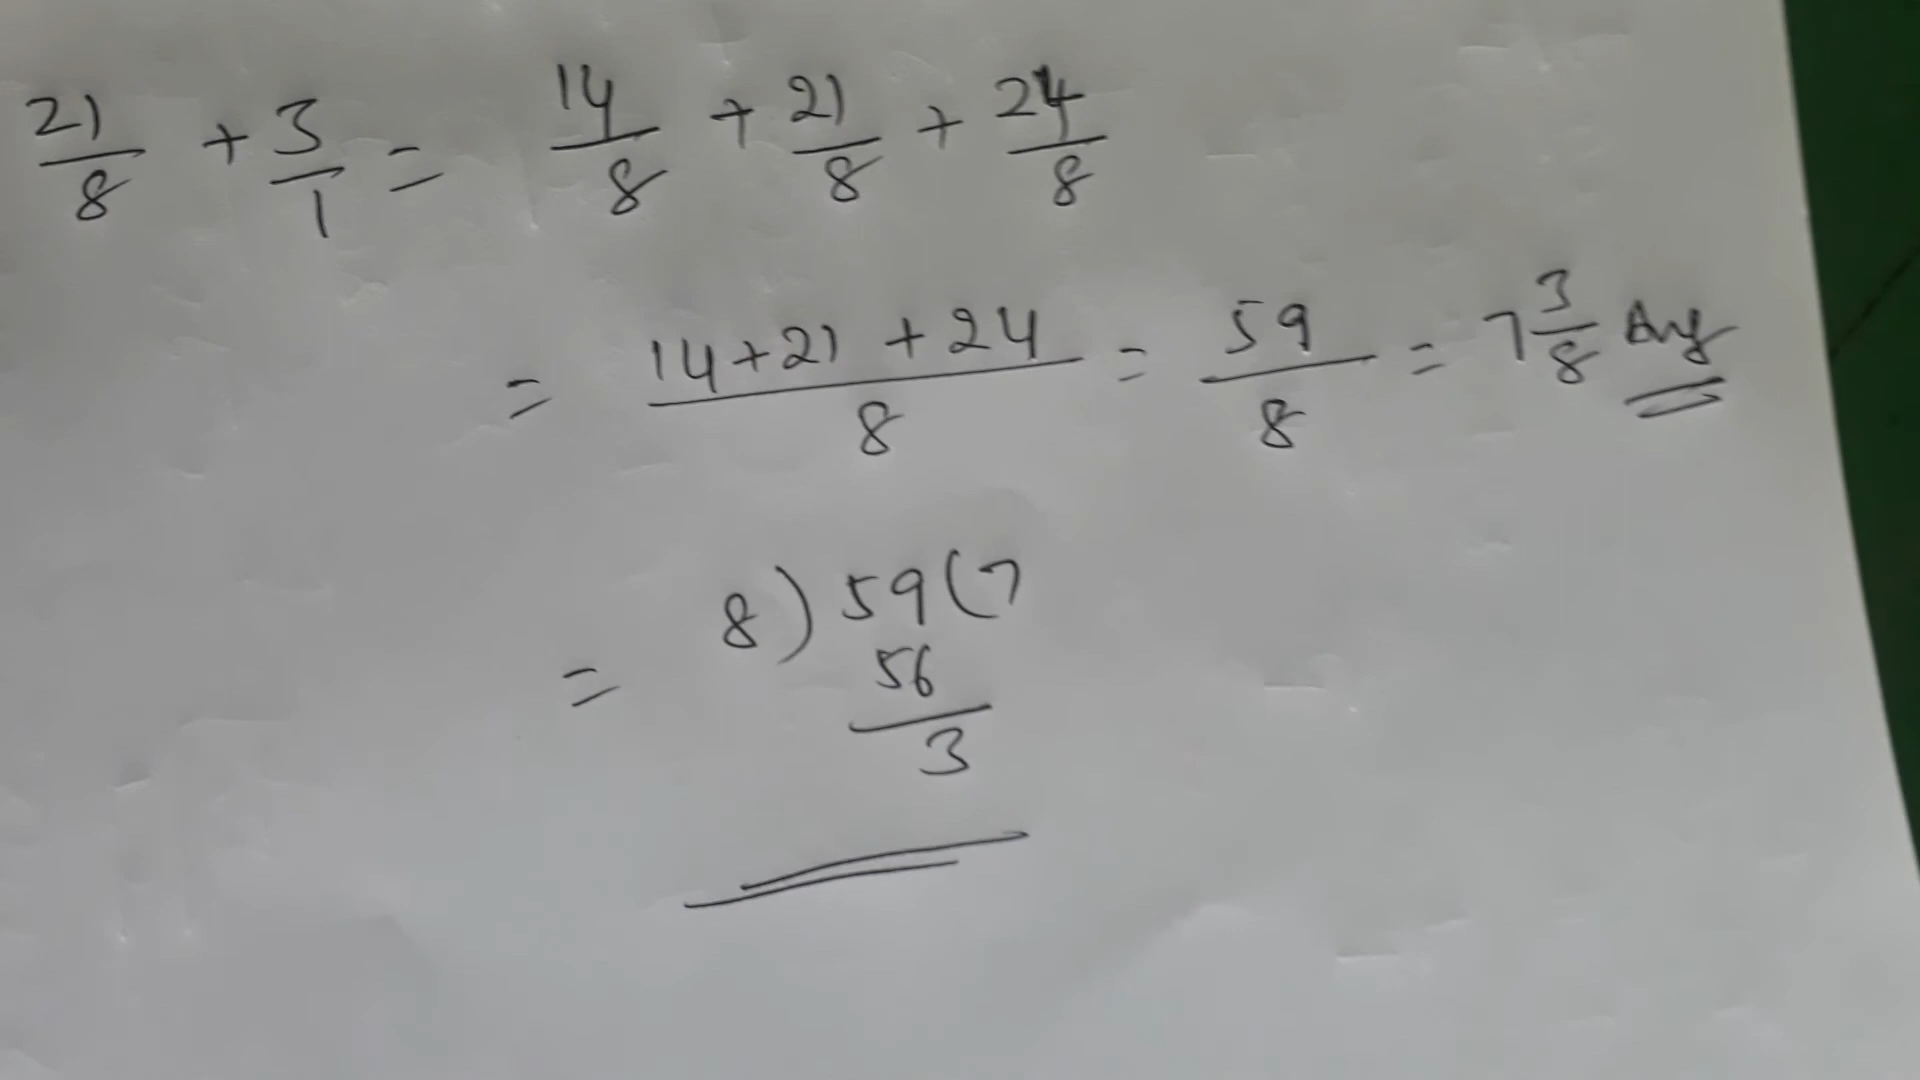 21/8 + 3/1 = 14/8 + 21/8 + 24/8
= 14+21+24/8 = 59/8 = 7 3/8 Ans
= 8) 59 (7
56
3